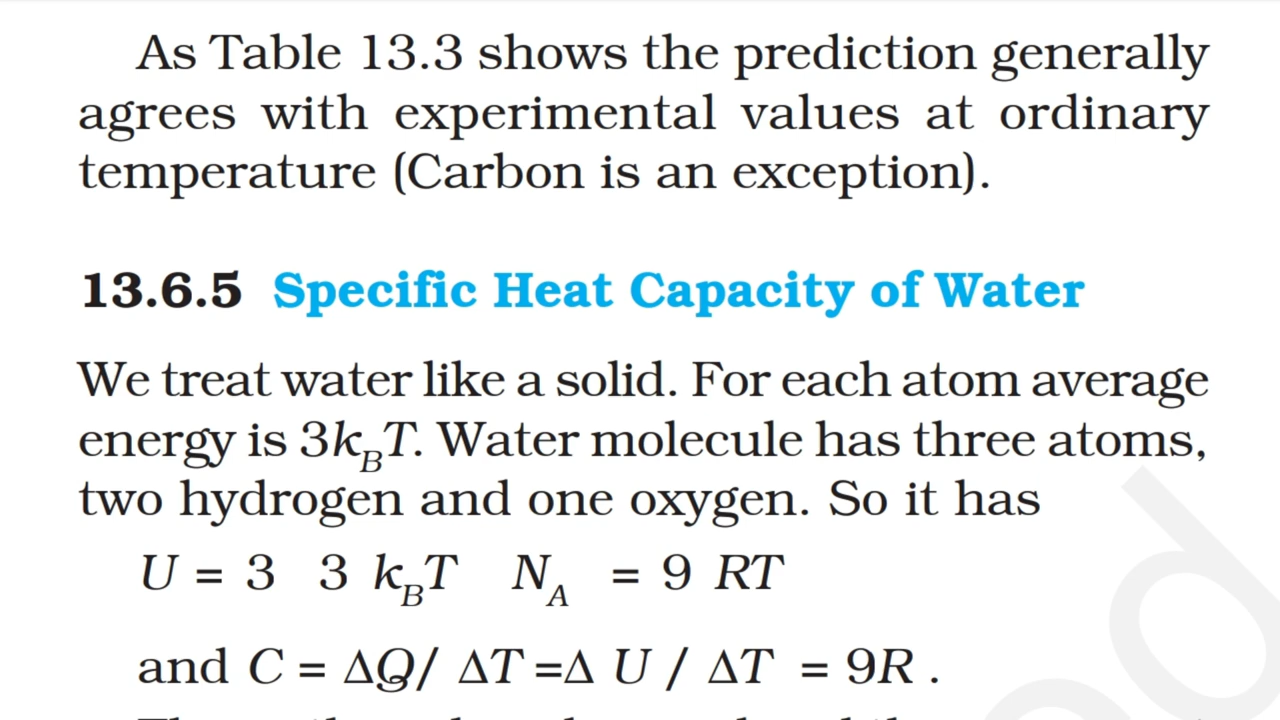 As Table 13.3 shows the prediction generally
agrees with experimental values at ordinary
temperature (Carbon is an exception).
13.6.5 Specific Heat Capacity of Water
We treat water like a solid. For each atom average
energy is 3k_BT. Water molecule has three atoms,
two hydrogen and one oxygen. So it has
U = 3 3 k_BT N_A = 9 RT
and C = ΔQ/ ΔT =Δ U / ΔT = 9R .